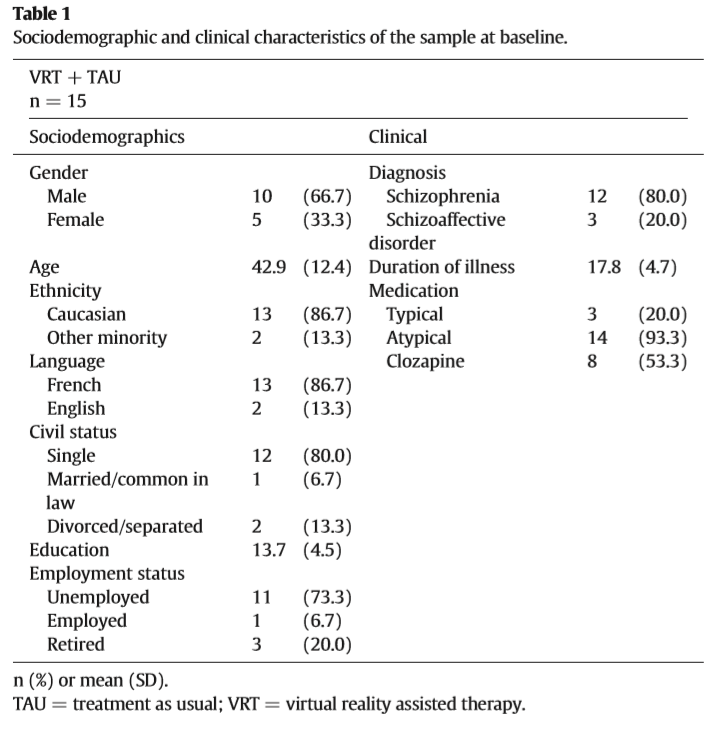 Table 1
Sociodemographic and clinical characteristics of the sample at baseline.
VRT + TAU
n = 15
Sociodemographics Clinical
Gender Diagnosis
Male 10 (66.7) Schizophrenia 12 (80.0)
Female 5 (33.3) Schizoaffective 3 (20.0)
disorder
Age 42.9 (12.4) Duration of illness 17.8 (4.7)
Ethnicity Medication
Caucasian 13 (86.7) Typical 3 (20.0)
Other minority 2 (13.3) Atypical 14 (93.3)
Language Clozapine 8 (53.3)
French 13 (86.7)
English 2 (13.3)
Civil status
Single 12 (80.0)
Married/common in 1 (6.7)
law
Divorced/separated 2 (13.3)
Education 13.7 (4.5)
Employment status
Unemployed 11 (73.3)
Employed 1 (6.7)
Retired 3 (20.0)
n (%) or mean (SD).
TAU = treatment as usual; VRT = virtual reality assisted therapy.